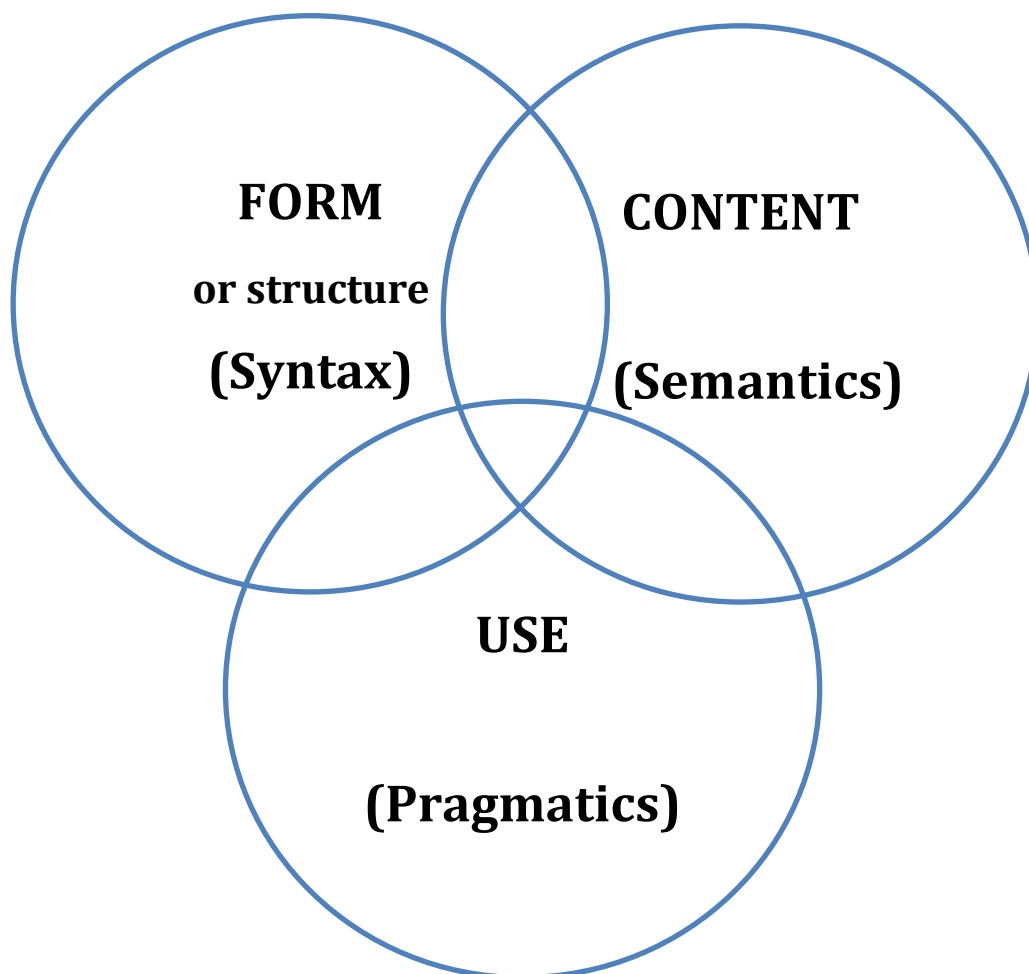 FORM
or structure
(Syntax)
CONTENT
(Semantics)
USE
(Pragmatics)